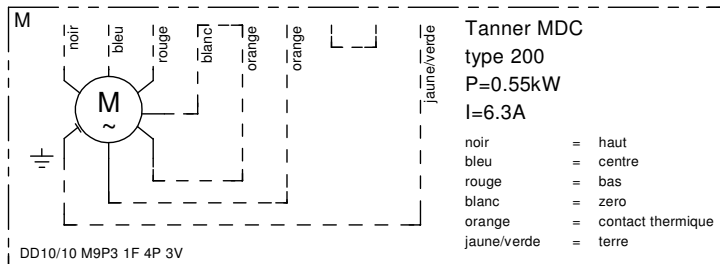 M
noir
bleu
rouge
blanc
orange
orange
jaune/verde
M
~
Tanner MDC
type 200
P=0.55kW
I=6.3A
noir = haut
bleu = centre
rouge = bas
blanc = zero
orange = contact thermique
jaune/verde = terre
DD10/10 M9P3 1F 4P 3V